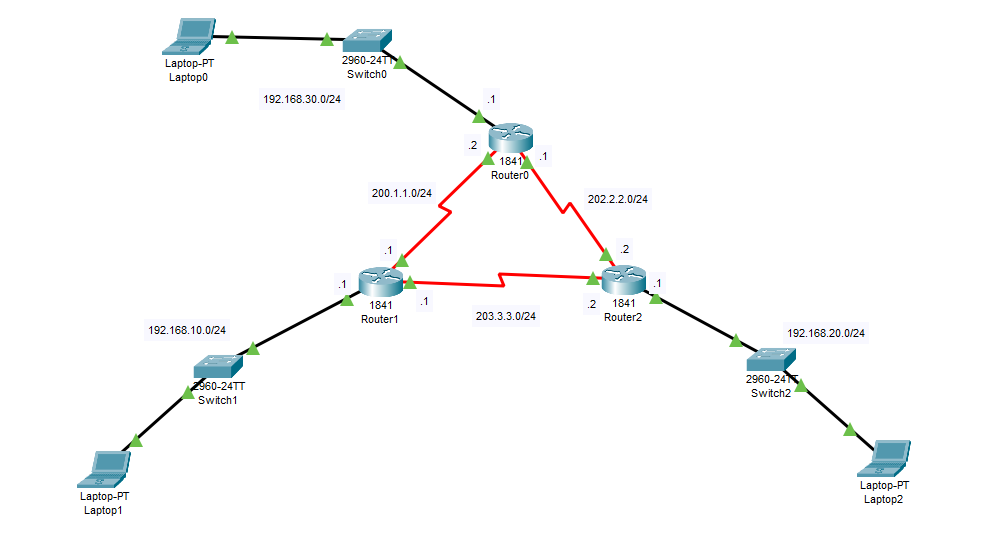 Laptop-PT
Laptop0
2960-24TT
Switch0
192.168.30.0/24
.1
.2
1841
Router0
.1
200.1.1.0/24
202.2.2.0/24
.1
.2
.1
1841
Router1
.1
203.3.3.0/24
.2
1841
Router2
.1
192.168.10.0/24
192.168.20.0/24
2960-24TT
Switch1
2960-24TT
Switch2
Laptop-PT
Laptop1
Laptop-PT
Laptop2